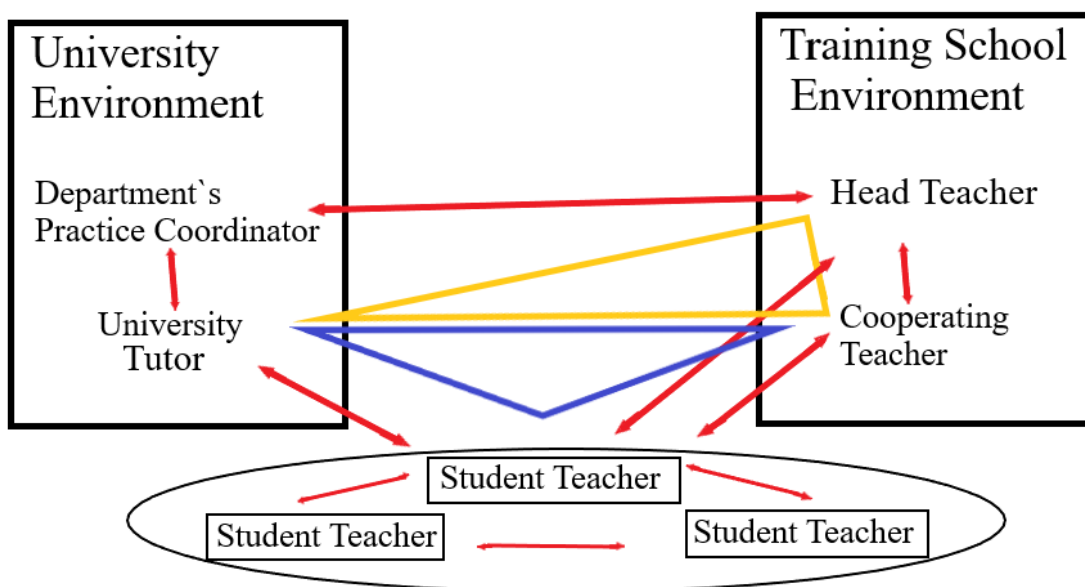 University
Environment
Department`s
Practice Coordinator
University
Tutor
Training School
Environment
Head Teacher
Cooperating
Teacher
Student Teacher
Student Teacher
Student Teacher